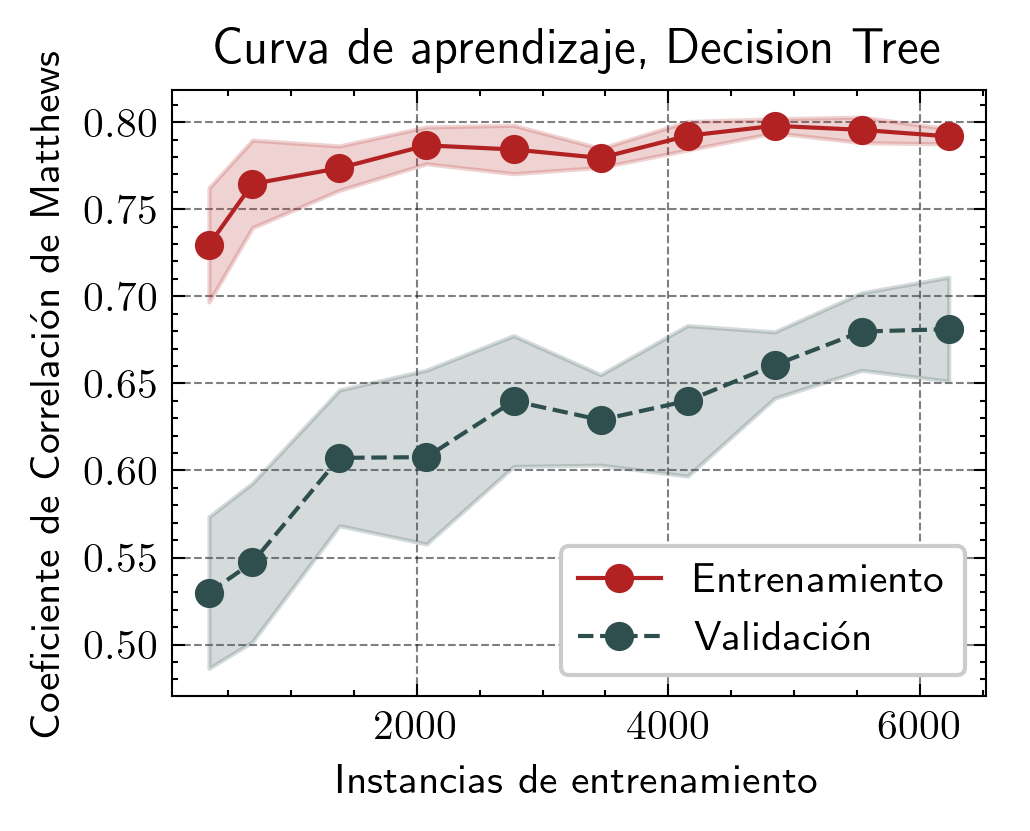 Curva de aprendizaje, Decision Tree
Coeficiente de Correlación de Matthews
0.80
0.75
0.70
0.65
0.60
0.55
0.50
Entrenamiento
Validación
2000
4000
6000
Instancias de entrenamiento